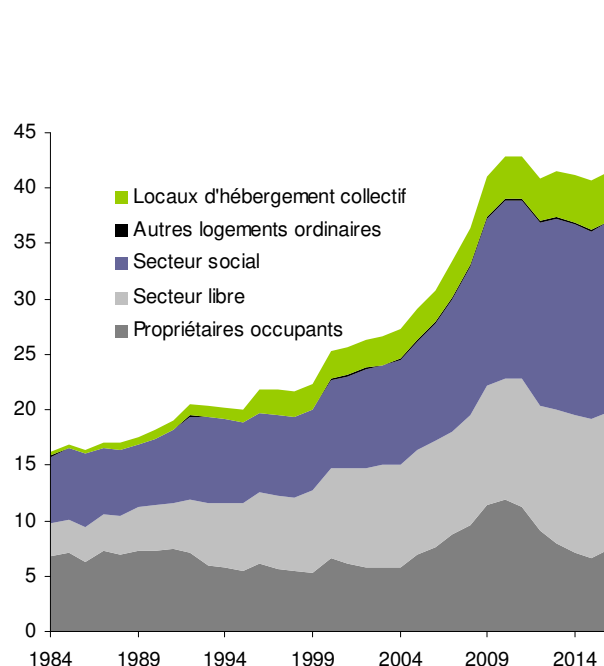 45
40
35
30
25
20
15
10
5
0
Locaux d'hébergement collectif
Autres logements ordinaires
Secteur social
Secteur libre
Propriétaires occupants
1984 1989 1994 1999 2004 2009 2014